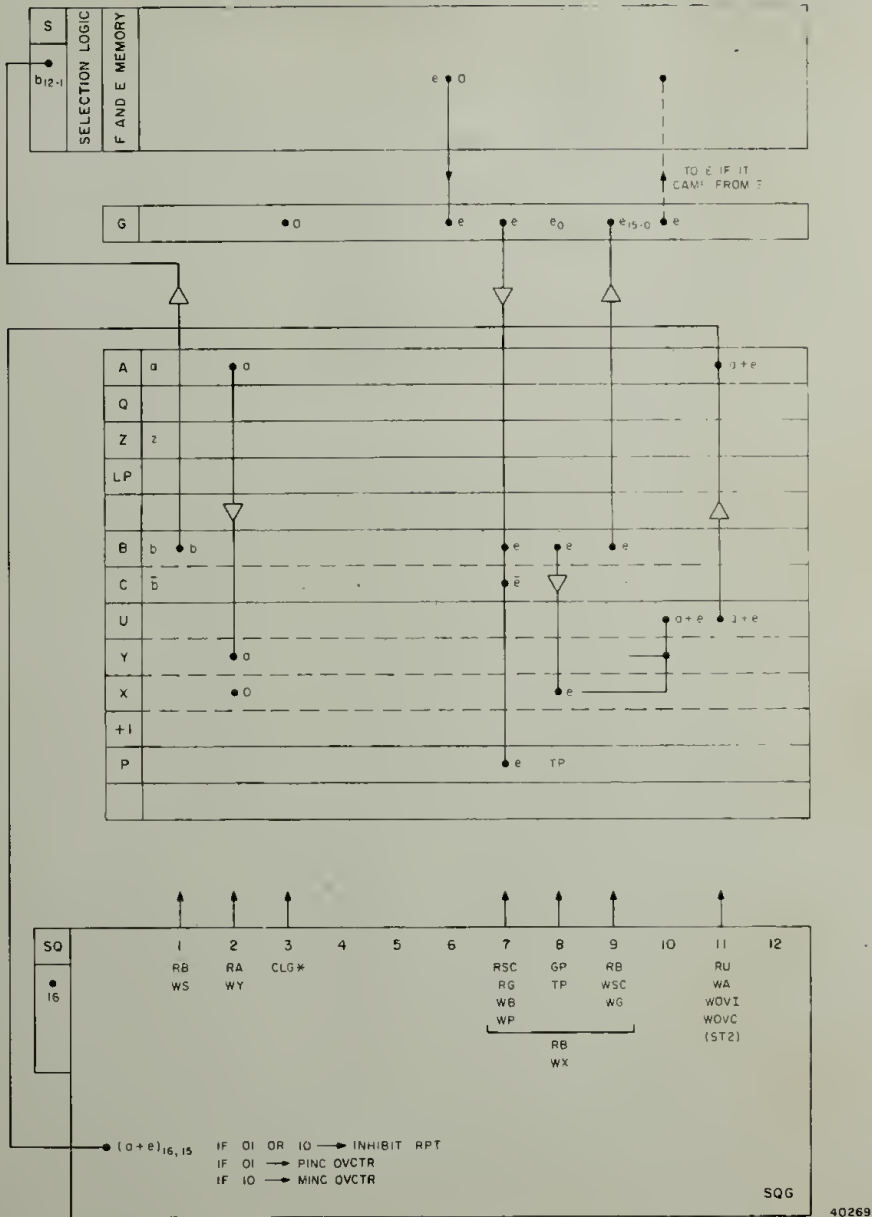 S
b12-1
SELECTION LOGIC
F AND E MEMORY
e 0
TO E IF IT
CAME FROM E
G 0 e e e0 e15-0 e
A a a a+e
Q
Z z
LP
B b b e e e
C b̄ ē
U a+e a+e
Y a
X 0 e
+1
P e TP
SQ 1 2 3 4 5 6 7 8 9 10 11 12
16
RB RA CLG* RSC GP RB RU
WS WY RG TP WSC WA
WB WG WOVI
WP WOVC
RB (ST2)
WX
(a+e)16,15 IF 01 OR 10 → INHIBIT RPT
IF 01 → PINC OVCTR
IF 10 → MINC OVCTR
SQG
40269